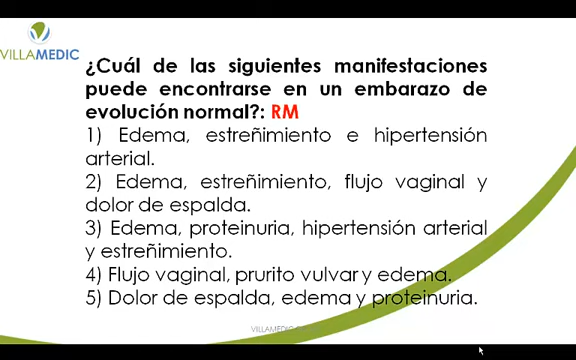 VILLAMEDIC
¿Cuál de las siguientes manifestaciones
puede encontrarse en un embarazo de
evolución normal?: RM
1) Edema, estreñimiento e hipertensión
arterial.
2) Edema, estreñimiento, flujo vaginal y
dolor de espalda.
3) Edema, proteinuria, hipertensión arterial
y estreñimiento.
4) Flujo vaginal, prurito vulvar y edema.
5) Dolor de espalda, edema y proteinuria.
VILLAMEDIC